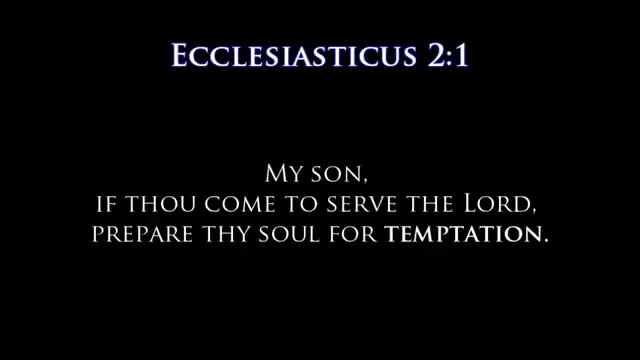 Ecclesiasticus 2:1
My son,
if thou come to serve the Lord,
prepare thy soul for temptation.